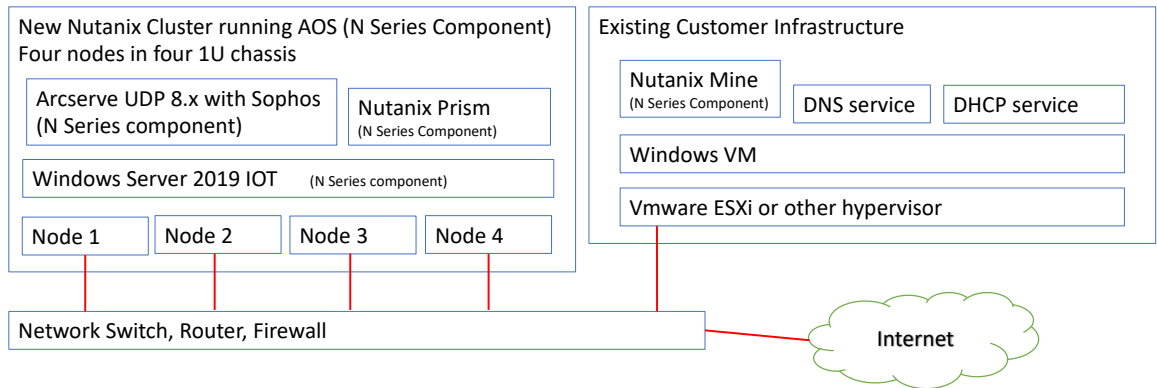 New Nutanix Cluster running AOS (N Series Component)
Four nodes in four 1U chassis
Arcserve UDP 8.x with Sophos
(N Series component)
Nutanix Prism
(N Series Component)
Windows Server 2019 IOT (N Series component)
Node 1
Node 2
Node 3
Node 4
Existing Customer Infrastructure
Nutanix Mine
(N Series Component)
DNS service
DHCP service
Windows VM
Vmware ESXi or other hypervisor
Network Switch, Router, Firewall
Internet